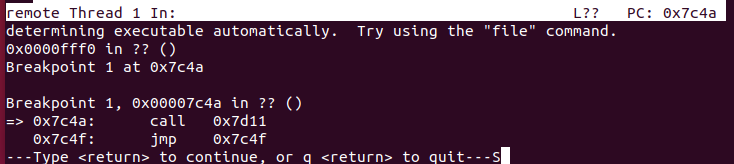 remote Thread 1 In: L?? PC: 0x7c4a
determining executable automatically. Try using the "file" command.
0x0000fff0 in ?? ()
Breakpoint 1 at 0x7c4a
Breakpoint 1, 0x00007c4a in ?? ()
=> 0x7c4a: call 0x7d11
0x7c4f: jmp 0x7c4f
---Type <return> to continue, or q <return> to quit---S